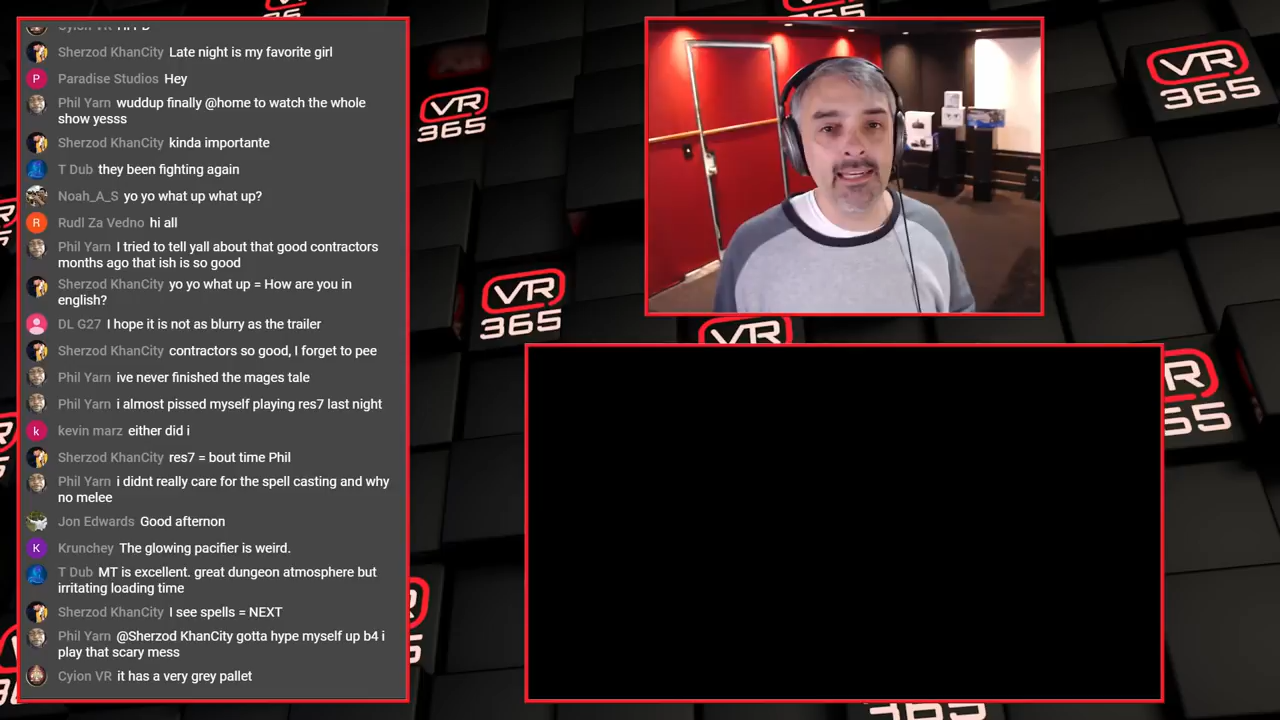 Sherzod KhanCity Late night is my favorite girl
P Paradise Studios Hey
Phil Yarn wuddup finally @home to watch the whole
show yesss
Sherzod KhanCity kinda importante
T Dub they been fighting again
Noah_A_S yo yo what up what up?
R Rudl Za Vedno hi all
Phil Yarn I tried to tell yall about that good contractors
months ago that ish is so good
Sherzod KhanCity yo yo what up = How are you in
english?
DL G27 I hope it is not as blurry as the trailer
Sherzod KhanCity contractors so good, I forget to pee
Phil Yarn ive never finished the mages tale
Phil Yarn i almost pissed myself playing res7 last night
k kevin marz either did i
Sherzod KhanCity res7 = bout time Phil
Phil Yarn i didnt really care for the spell casting and why
no melee
Jon Edwards Good afternon
K Krunchey The glowing pacifier is weird.
T Dub MT is excellent. great dungeon atmosphere but
irritating loading time
Sherzod KhanCity I see spells = NEXT
Phil Yarn @Sherzod KhanCity gotta hype myself up b4 i
play that scary mess
Cyion VR it has a very grey pallet
VR
365
VR
365
VR
365
VR
365